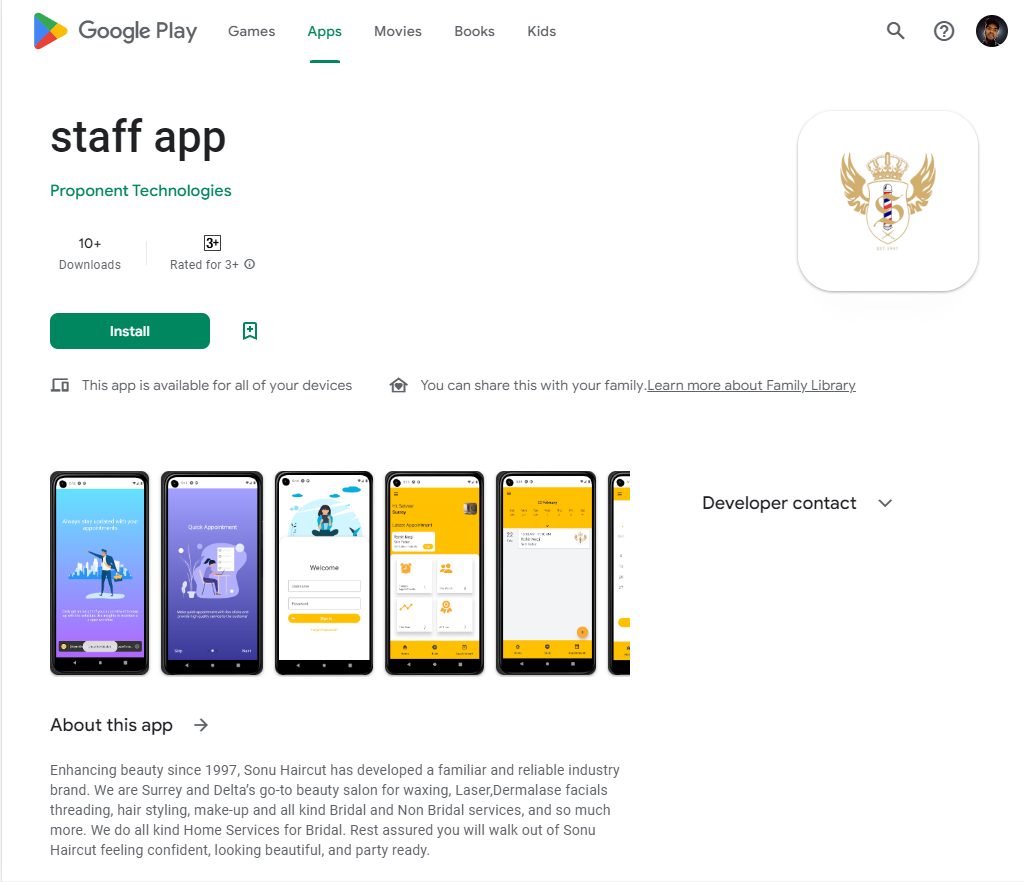 Google Play
Games
Apps
Movies
Books
Kids
staff app
Proponent Technologies
10+
Downloads
3+
Rated for 3+
Install
This app is available for all of your devices
You can share this with your family.Learn more about Family Library
EST. 1997
Always stay updated with your
appointments
Quick Appointment
Skip
Next
Welcome
Username
Password
Sign In
Latest Appointment
22 February
22
Developer contact
About this app
Enhancing beauty since 1997, Sonu Haircut has developed a familiar and reliable industry
brand. We are Surrey and Delta’s go-to beauty salon for waxing, Laser,Dermalase facials
threading, hair styling, make-up and all kind Bridal and Non Bridal services, and so much
more. We do all kind Home Services for Bridal. Rest assured you will walk out of Sonu
Haircut feeling confident, looking beautiful, and party ready.